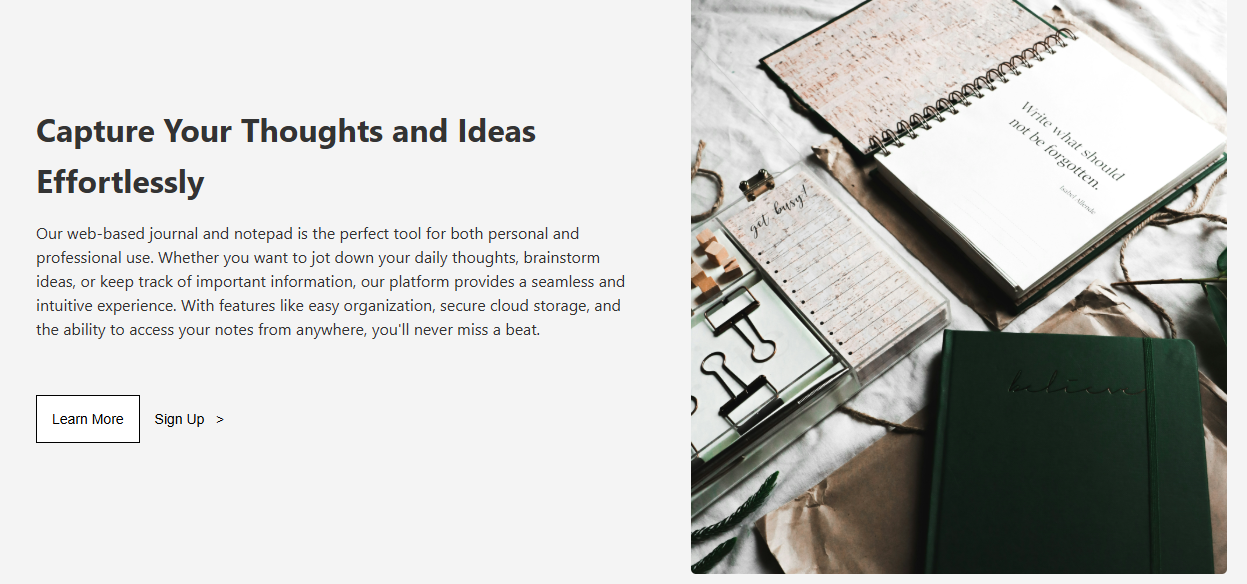 Capture Your Thoughts and Ideas
Effortlessly
Our web-based journal and notepad is the perfect tool for both personal and
professional use. Whether you want to jot down your daily thoughts, brainstorm
ideas, or keep track of important information, our platform provides a seamless and
intuitive experience. With features like easy organization, secure cloud storage, and
the ability to access your notes from anywhere, you'll never miss a beat.
Learn More
Sign Up >
Write what should
not be forgotten.
Isabel Allende
get busy!
believe